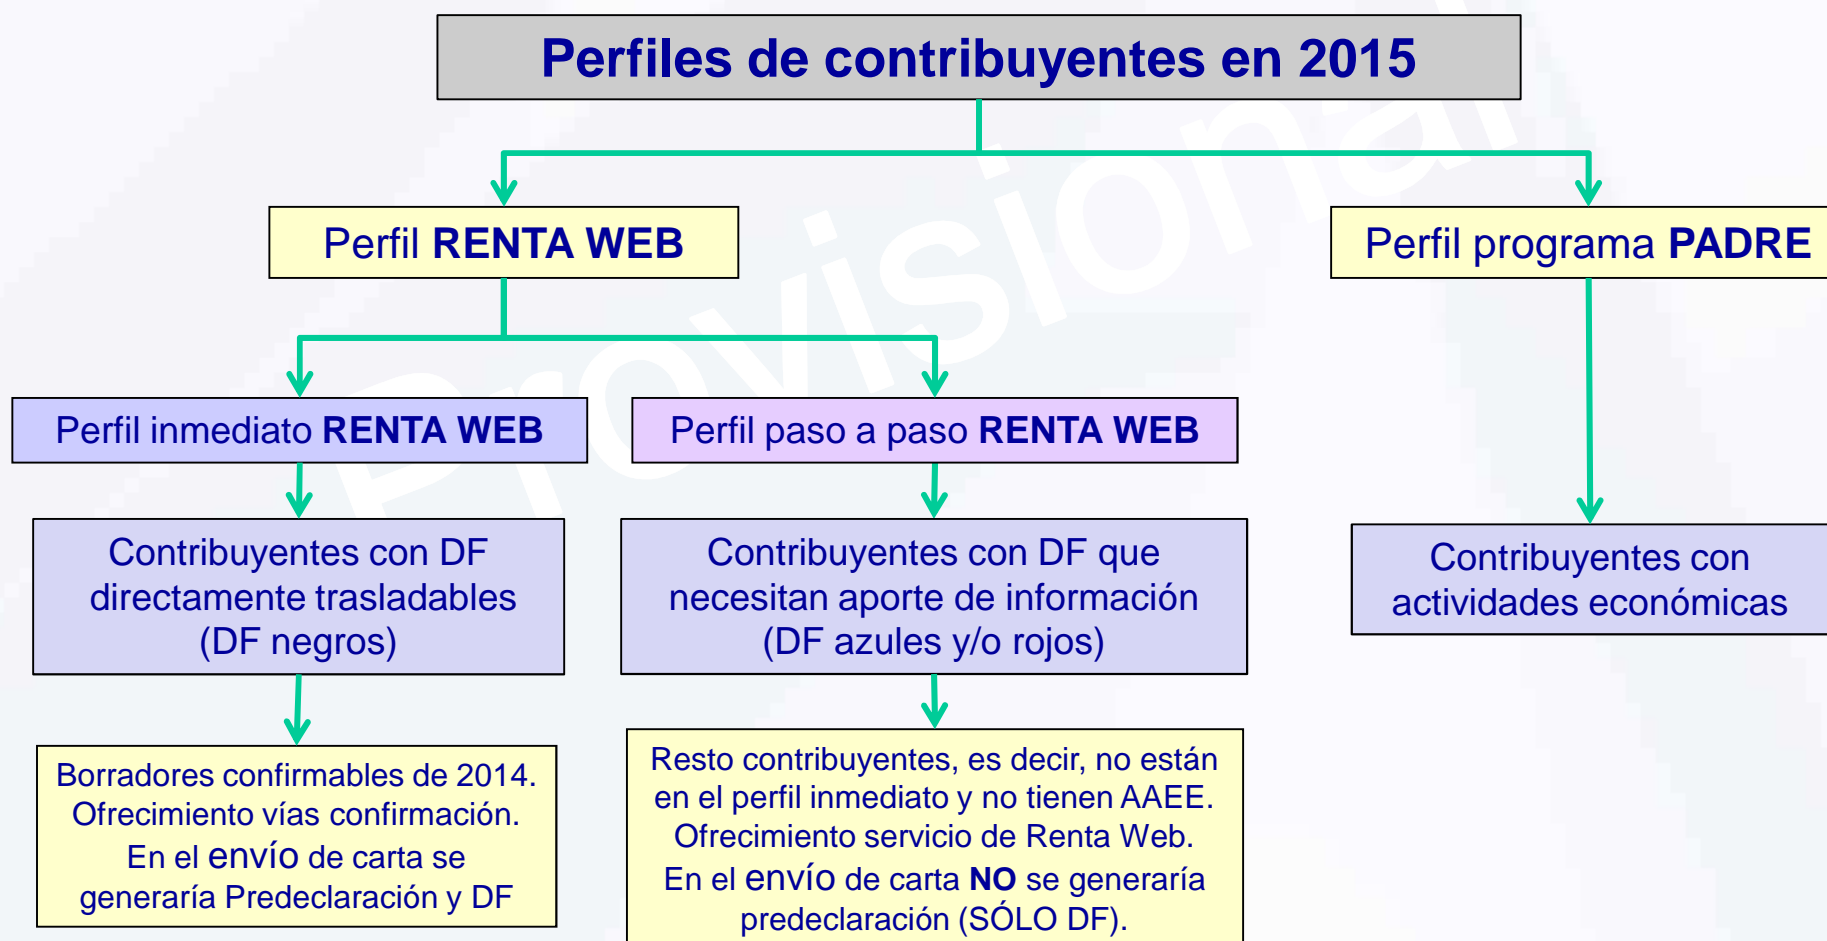 Perfiles de contribuyentes en 2015
Provisional
Perfil RENTA WEB
Perfil programa PADRE
Perfil inmediato RENTA WEB
Perfil paso a paso RENTA WEB
Contribuyentes con DF
directamente trasladables
(DF negros)
Contribuyentes con DF que
necesitan aporte de información
(DF azules y/o rojos)
Contribuyentes con
actividades económicas
Borradores confirmables de 2014.
Ofrecimiento vías confirmación.
En el envío de carta se
generaría Predeclaración y DF
Resto contribuyentes, es decir, no están
en el perfil inmediato y no tienen AAEE.
Ofrecimiento servicio de Renta Web.
En el envío de carta NO se generaría
predeclaración (SÓLO DF).